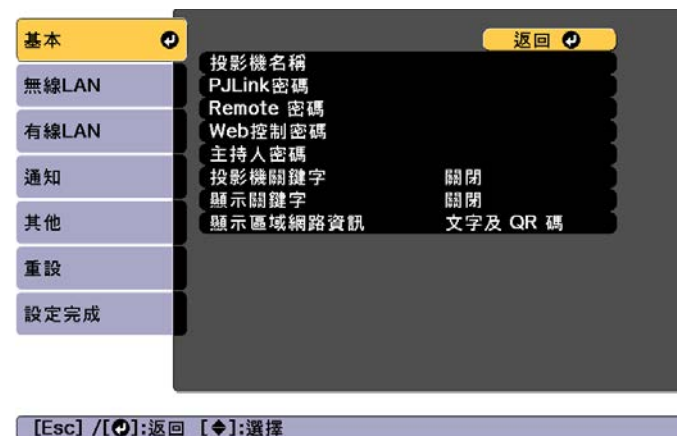 基本
無線LAN
有線LAN
通知
其他
重設
設定完成
返回
投影機名稱
PJLink密碼
Remote 密碼
Web控制密碼
主持人密碼
投影機關鍵字 關閉
顯示關鍵字 關閉
顯示區域網路資訊 文字及 QR 碼
[Esc] /[⏎]:返回 [◆]:選擇